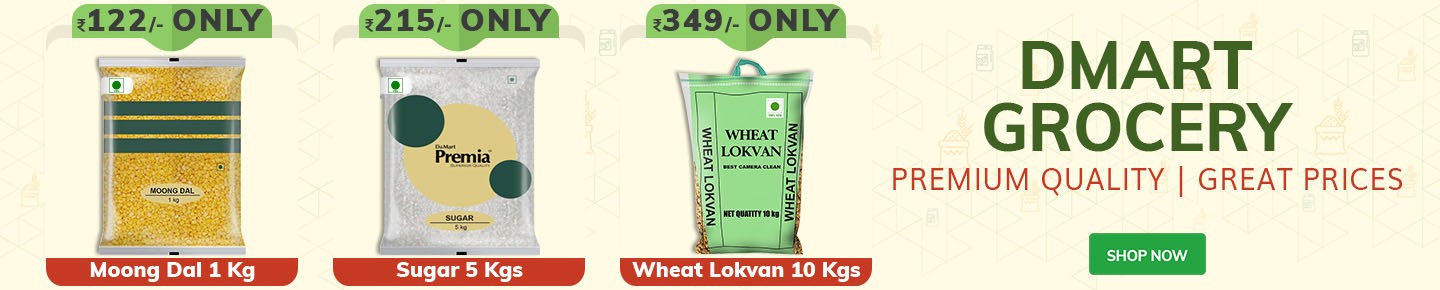 ₹122/- ONLY
MOONG DAL
1 kg
Moong Dal 1 Kg
₹215/- ONLY
DMart
Premia
SUPERIOR QUALITY
SUGAR
5 kg
Sugar 5 Kgs
₹349/- ONLY
WHEAT
LOKVAN
BEST CAMERA CLEAN
WHEAT LOKVAN
WHEAT LOKVAN
NET QUATITY 10 kg
Wheat Lokvan 10 Kgs
DMART
GROCERY
PREMIUM QUALITY | GREAT PRICES
SHOP NOW